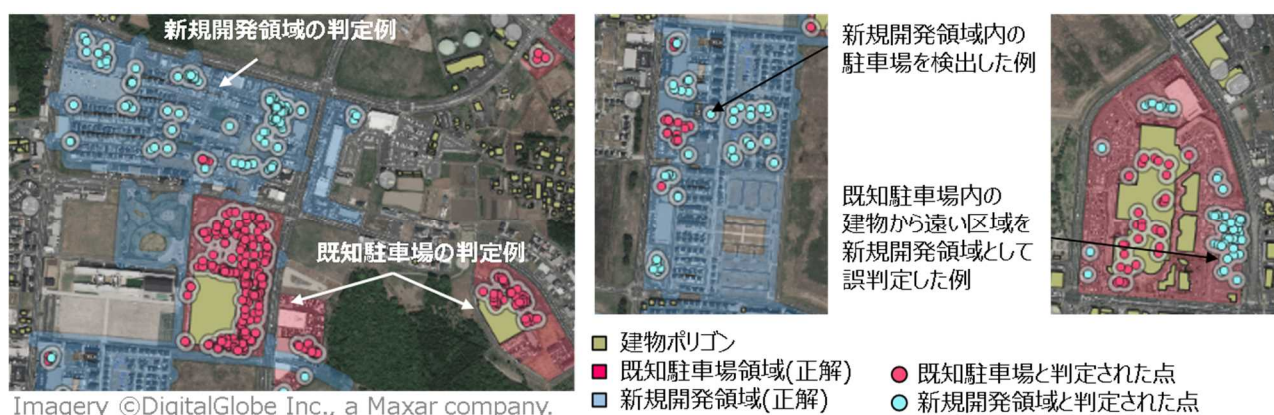 新規開発領域の判定例
既知駐車場の判定例
新規開発領域内の
駐車場を検出した例
既知駐車場内の
建物から遠い区域を
新規開発領域として
誤判定した例
建物ポリゴン
既知駐車場領域(正解)
新規開発領域(正解)
既知駐車場と判定された点
新規開発領域と判定された点
Imagery ©DigitalGlobe Inc., a Maxar company.